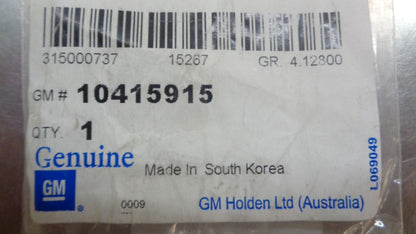 315000737 15267 GR. 4.12800
GM # 10415915
QTY. 1
Genuine
Made In South Korea
GM
0009
GM Holden Ltd (Australia)
L069049